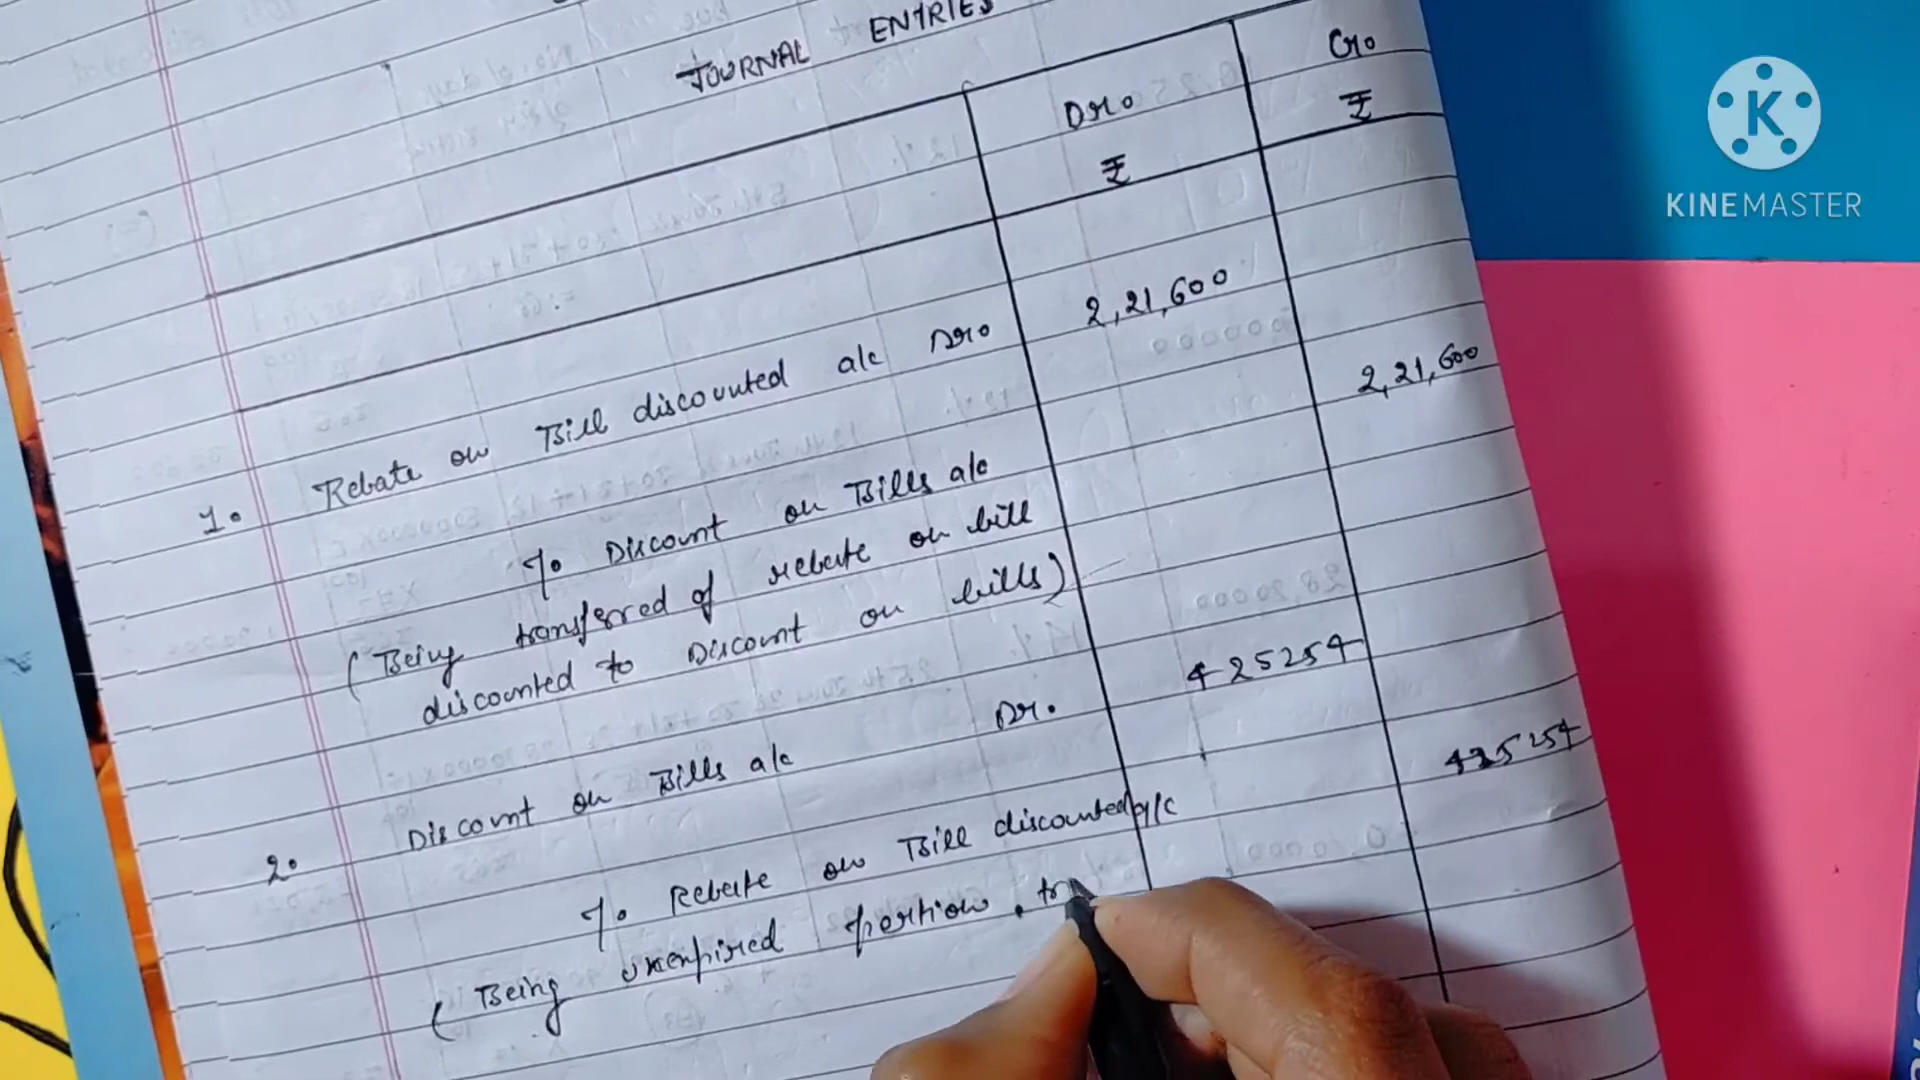 JOURNAL ENTRIES
Dr. Cr.
₹ ₹
1. Rebate on Bill discounted a/c Dr. 2,21,600
To Discount on Bills a/c 2,21,600
(Being transferred of rebate on bill
discounted to Discount on bills)
2. Discount on Bills a/c Dr. 425254
To Rebate on Bill discounted a/c 425254
(Being unexpired portion . tr
K
KINEMASTER